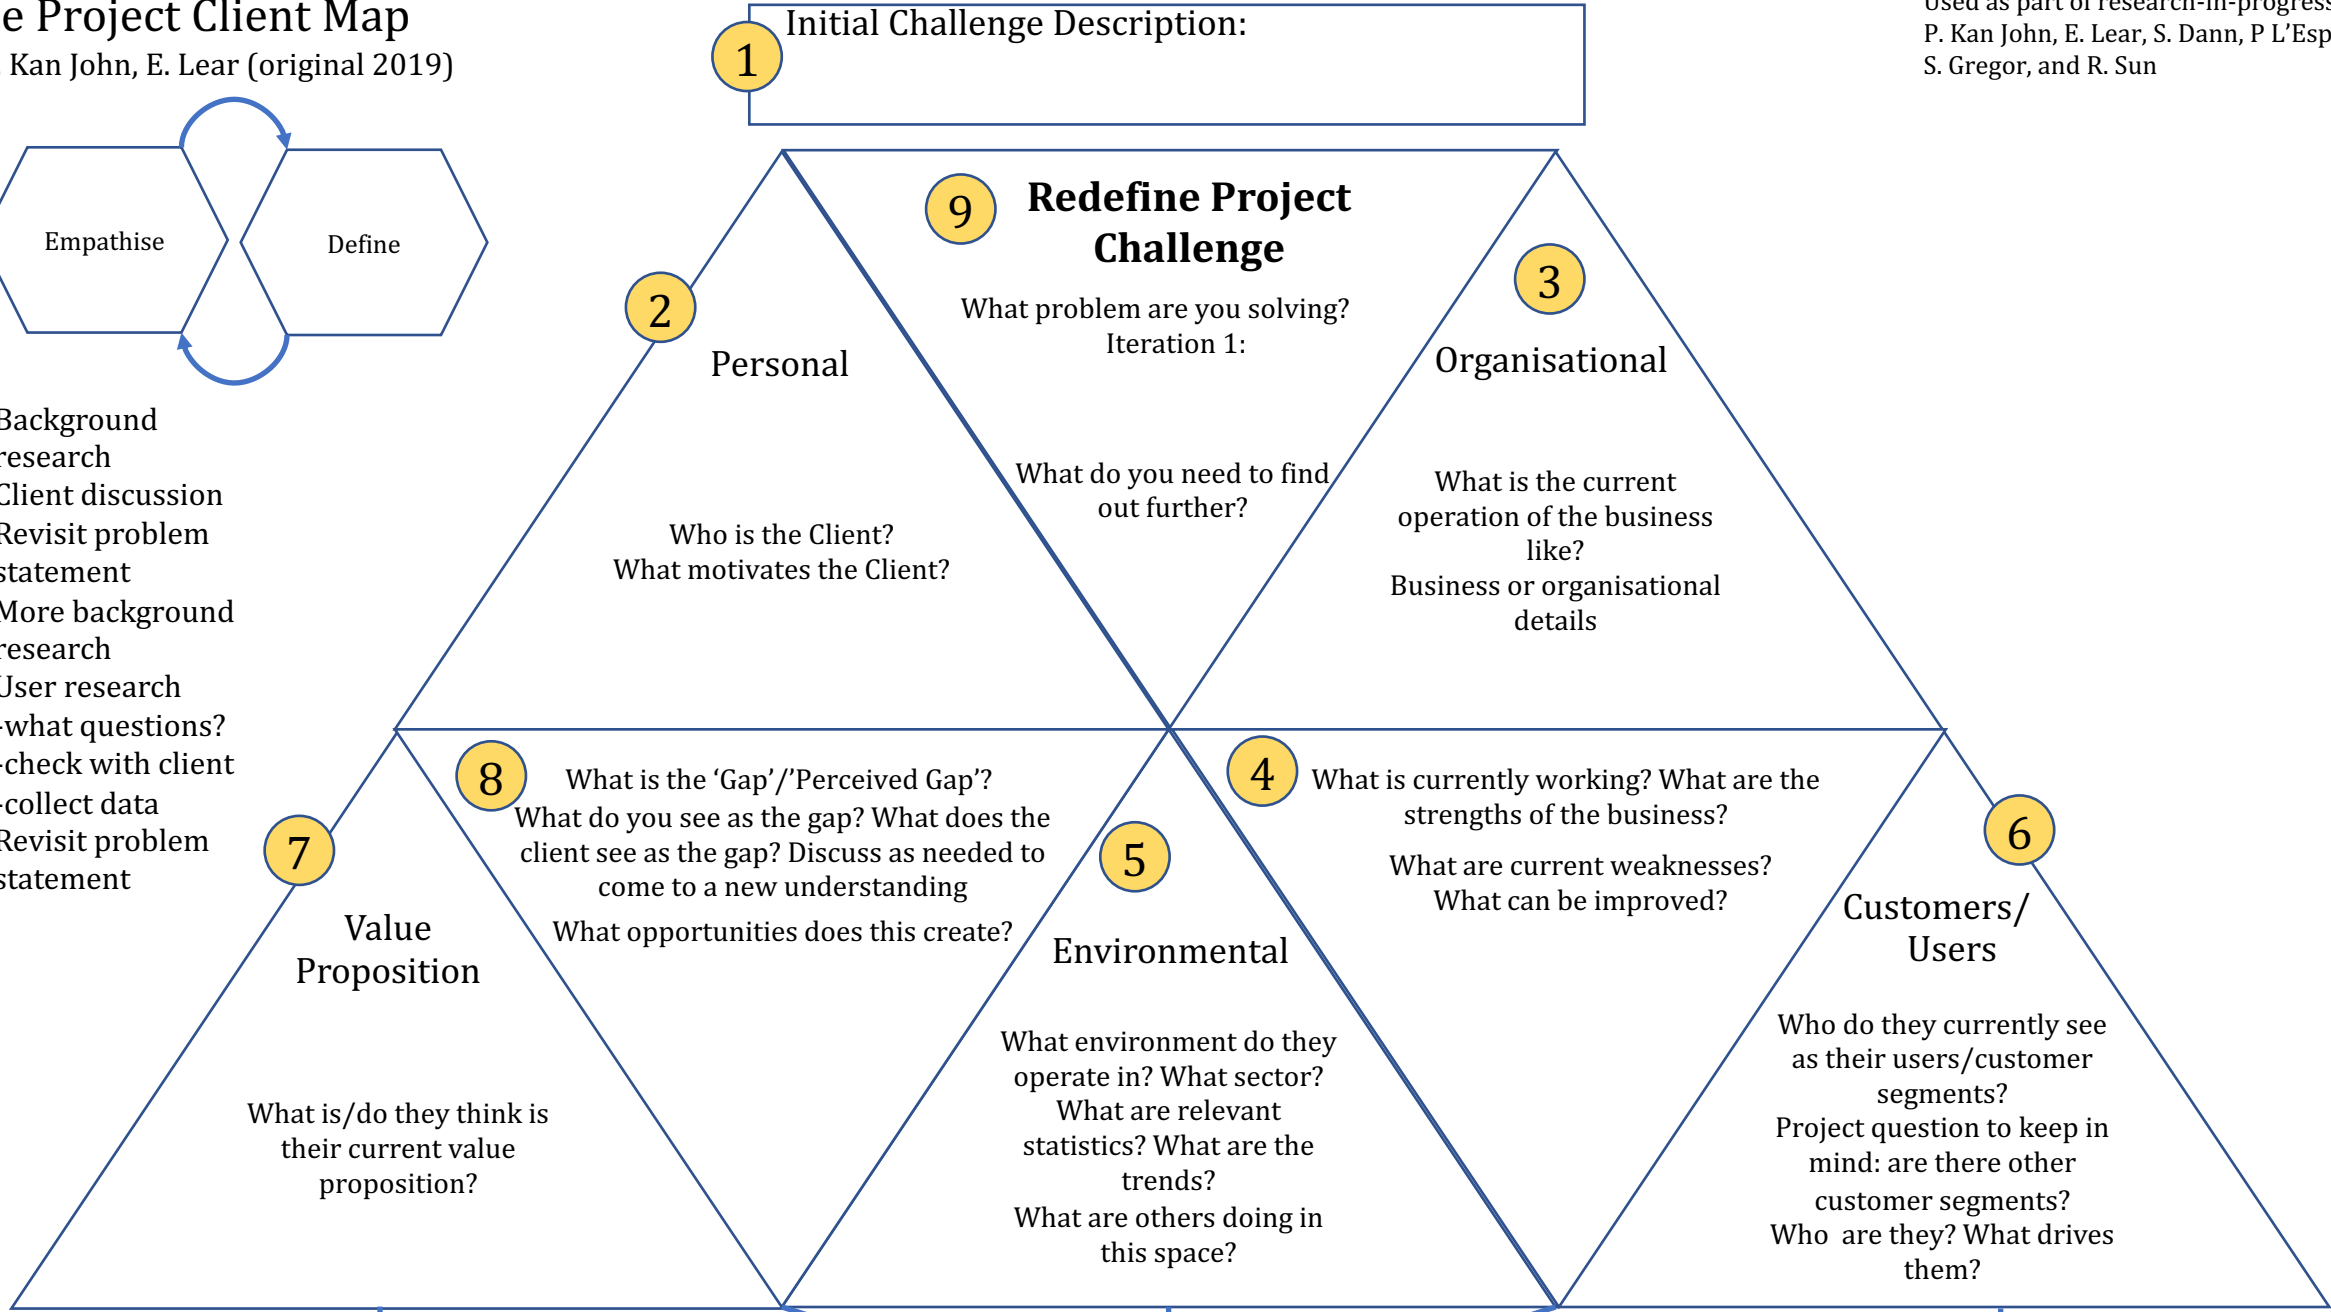 e Project Client Map
Kan John, E. Lear (original 2019)
Initial Challenge Description:
1
Used as part of research-in-progress
P. Kan John, E. Lear, S. Dann, P L’Esp
S. Gregor, and R. Sun
Empathise
Define
Background
research
Client discussion
Revisit problem
statement
More background
research
User research
-what questions?
-check with client
-collect data
Revisit problem
statement
2
Personal
Who is the Client?
What motivates the Client?
9
Redefine Project
Challenge
What problem are you solving?
Iteration 1:
What do you need to find
out further?
3
Organisational
What is the current
operation of the business
like?
Business or organisational
details
7
Value
Proposition
What is/do they think is
their current value
proposition?
8
What is the ‘Gap’/’Perceived Gap’?
What do you see as the gap? What does the
client see as the gap? Discuss as needed to
come to a new understanding
What opportunities does this create?
5
Environmental
What environment do they
operate in? What sector?
What are relevant
statistics? What are the
trends?
What are others doing in
this space?
4
What is currently working? What are the
strengths of the business?
What are current weaknesses?
What can be improved?
6
Customers/
Users
Who do they currently see
as their users/customer
segments?
Project question to keep in
mind: are there other
customer segments?
Who  are they? What drives
them?